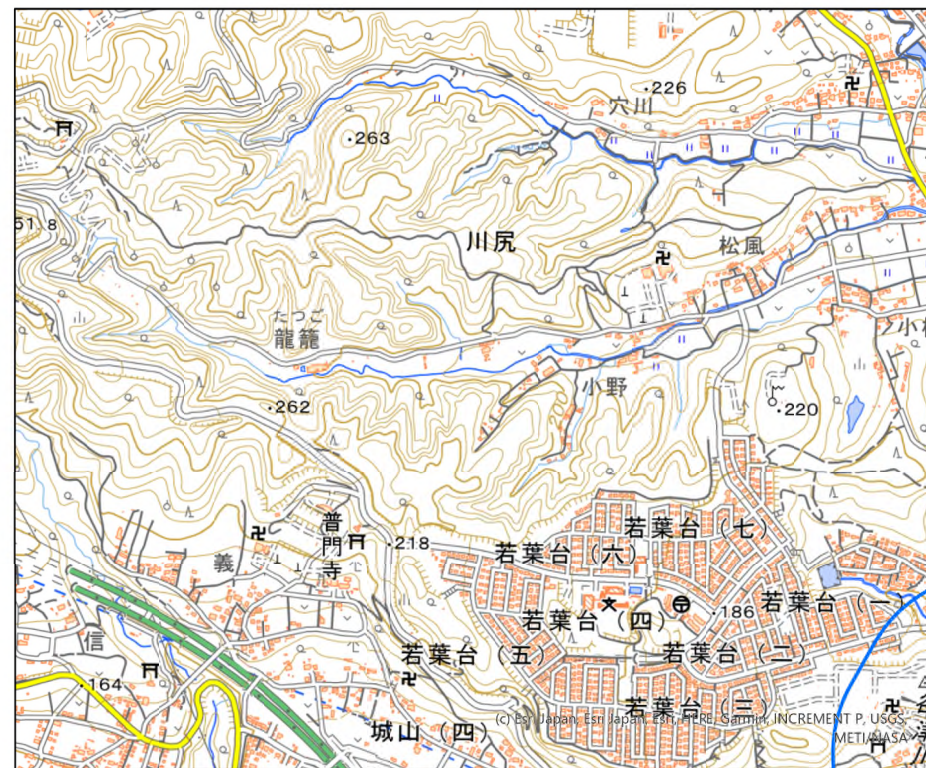 226
穴川
263
51.8
川尻
松風
たつご
龍籠
小野
262
220
若葉台（七）
普門寺
218
若葉台（六）
義
186
若葉台（一）
若葉台（四）
信
若葉台（五）
若葉台（二）
164
若葉台（三）
城山（四）
(c) Esri Japan, Esri Japan, Esri, HERE, Garmin, INCREMENT P, USGS,
METI/NASA